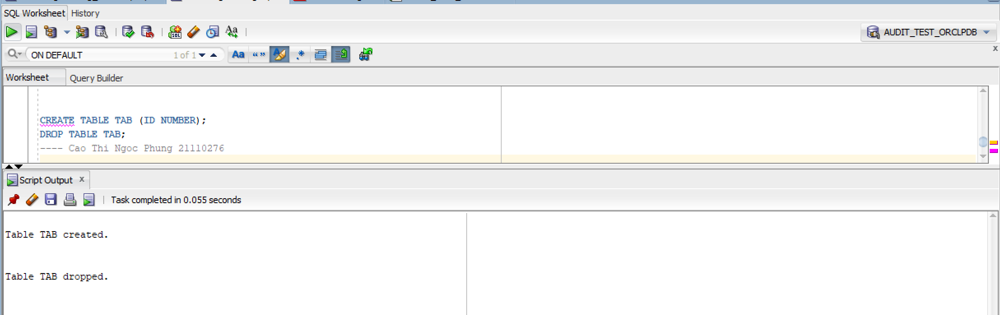 SQL Worksheet History
AUDIT_TEST_ORCLPDB
ON DEFAULT 1 of 1 Aa “ ” .*
x
Worksheet Query Builder
CREATE TABLE TAB (ID NUMBER);
DROP TABLE TAB;
---- Cao Thi Ngoc Phung 21110276
Script Output x
Task completed in 0.055 seconds
Table TAB created.
Table TAB dropped.